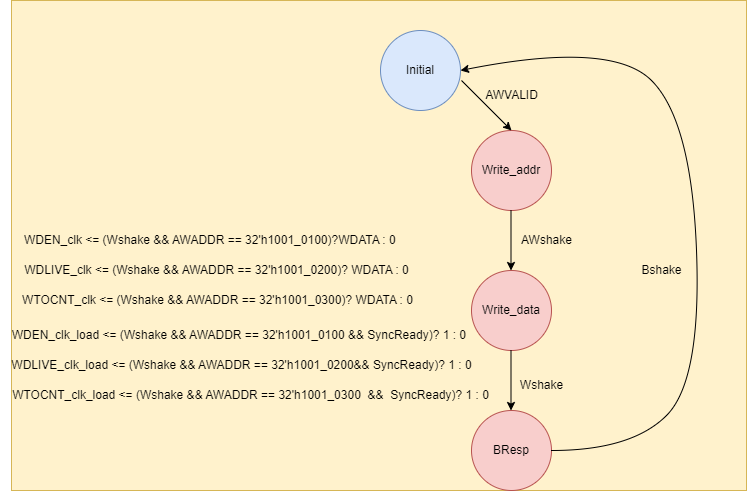 Initial
AWVALID
Write_addr
WDEN_clk <= (Wshake && AWADDR == 32'h1001_0100)?WDATA : 0
AWshake
WDLIVE_clk <= (Wshake && AWADDR == 32'h1001_0200)? WDATA : 0
Bshake
WTOCNT_clk <= (Wshake && AWADDR == 32'h1001_0300)? WDATA : 0
Write_data
WDEN_clk_load <= (Wshake && AWADDR == 32'h1001_0100 && SyncReady)? 1 : 0
WDLIVE_clk_load <= (Wshake && AWADDR == 32'h1001_0200&& SyncReady)? 1 : 0
Wshake
WTOCNT_clk_load <= (Wshake && AWADDR == 32'h1001_0300 && SyncReady)? 1 : 0
BResp